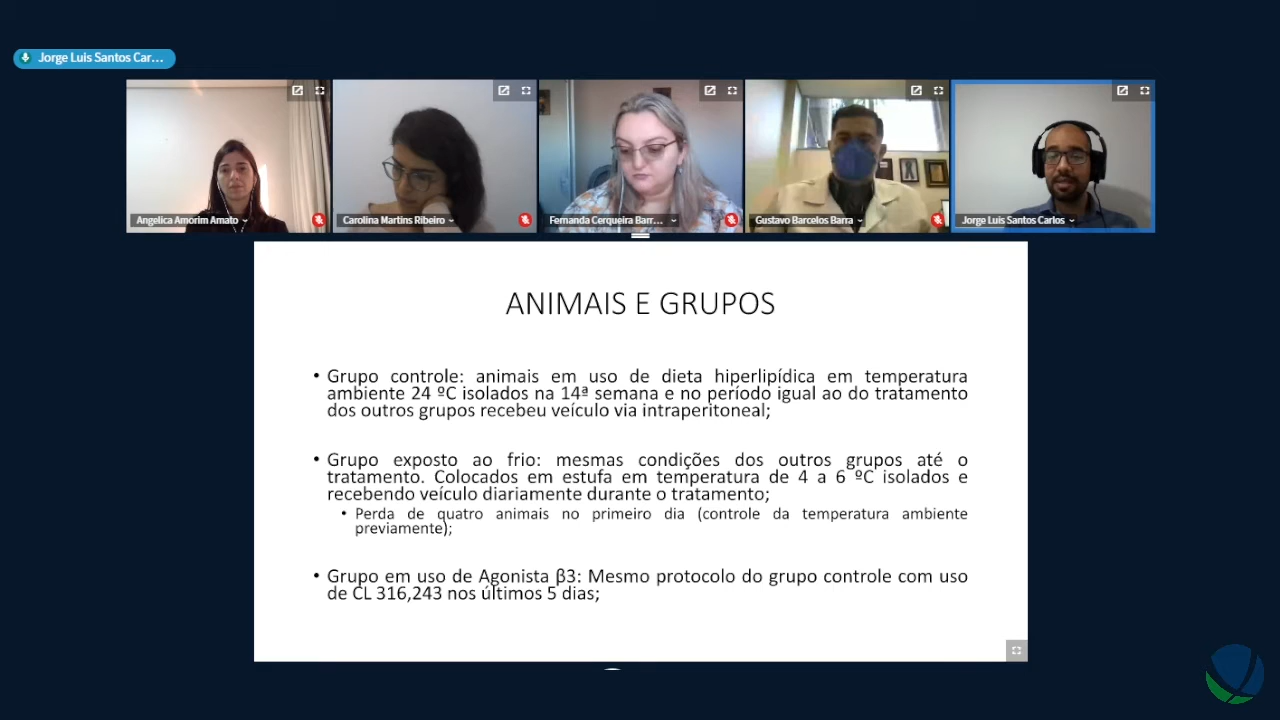 Jorge Luis Santos Car...
Angelica Amorim Amato
Carolina Martins Ribeiro
Fernanda Cerqueira Barr...
Gustavo Barcelos Barra
Jorge Luis Santos Carlos
ANIMAIS E GRUPOS
• Grupo controle: animais em uso de dieta hiperlipídica em temperatura
ambiente 24 ºC isolados na 14ª semana e no período igual ao do tratamento
dos outros grupos recebeu veículo via intraperitoneal;
• Grupo exposto ao frio: mesmas condições dos outros grupos até o
tratamento. Colocados em estufa em temperatura de 4 a 6 ºC isolados e
recebendo veículo diariamente durante o tratamento;
• Perda de quatro animais no primeiro dia (controle da temperatura ambiente
previamente);
• Grupo em uso de Agonista β3: Mesmo protocolo do grupo controle com uso
de CL 316,243 nos últimos 5 dias;